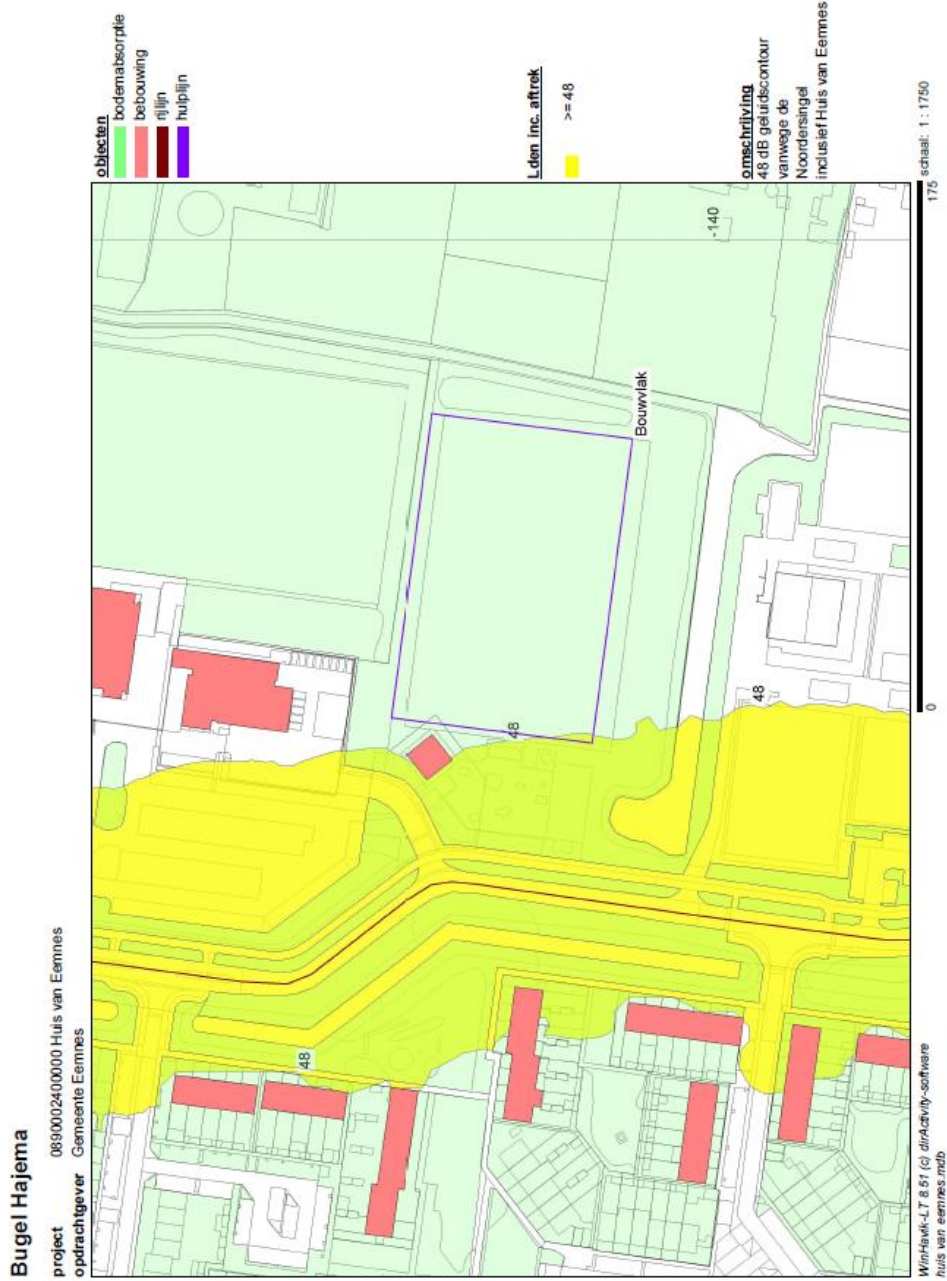 Bugel Hajema
project 089000240000 Huis van Eemnes
opdrachtgever Gemeente Eemnes
objecten
bodemabsorptie
bebouwing
rijlijn
hulplijn
Lden inc. aftrek
>= 48
omschrijving
48 dB geluidscontour
vanwege de
Noordersingel
inclusief Huis van Eemnes
48
48
48
Bouwvlak
-140
0
175
schaal: 1 : 1750
WinHavik-LT 8.51 (c) dirActivity-software
huis van eemnes.mdb